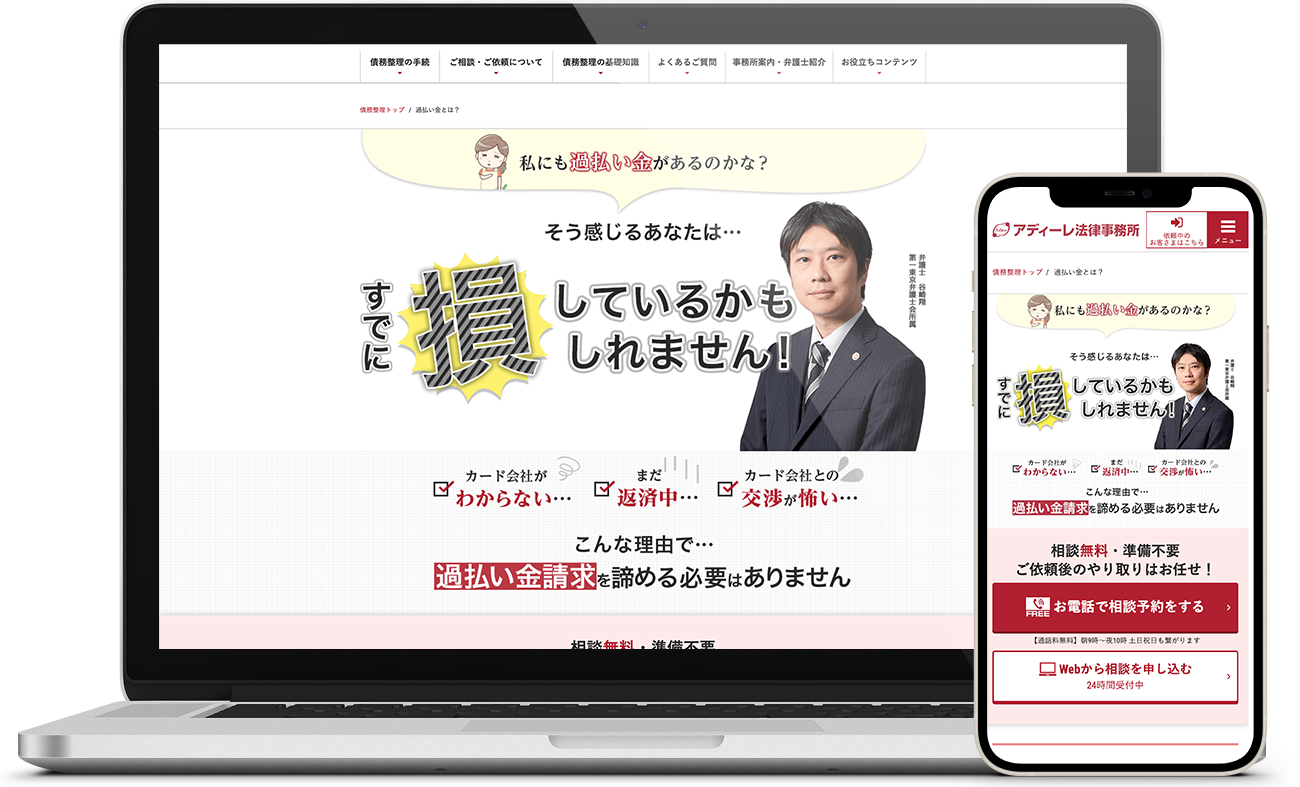 債務整理の手続
ご相談・ご依頼について
債務整理の基礎知識
よくあるご質問
事務所案内・弁護士紹介
お役立ちコンテンツ
債務整理トップ / 過払い金とは？
私にも過払い金があるのかな？
そう感じるあなたは…
すでに
損
しているかも
しれません！
弁護士 谷崎翔
第一東京弁護士会所属
カード会社が
わからない…
まだ
返済中…
カード会社との
交渉が怖い…
こんな理由で…
過払い金請求を諦める必要はありません
相談無料・準備不要
アディーレ法律事務所
依頼中の
お客さまはこちら
メニュー
債務整理トップ / 過払い金とは？
私にも過払い金があるのかな？
そう感じるあなたは…
すでに
損
しているかも
しれません！
弁護士 谷崎翔
第一東京弁護士会所属
カード会社が
わからない…
まだ
返済中…
カード会社との
交渉が怖い…
こんな理由で…
過払い金請求を諦める必要はありません
相談無料・準備不要
ご依頼後のやり取りはお任せ！
FREE お電話で相談予約をする
【通話料無料】朝9時～夜10時 土日祝日も繋がります
Webから相談を申し込む
24時間受付中